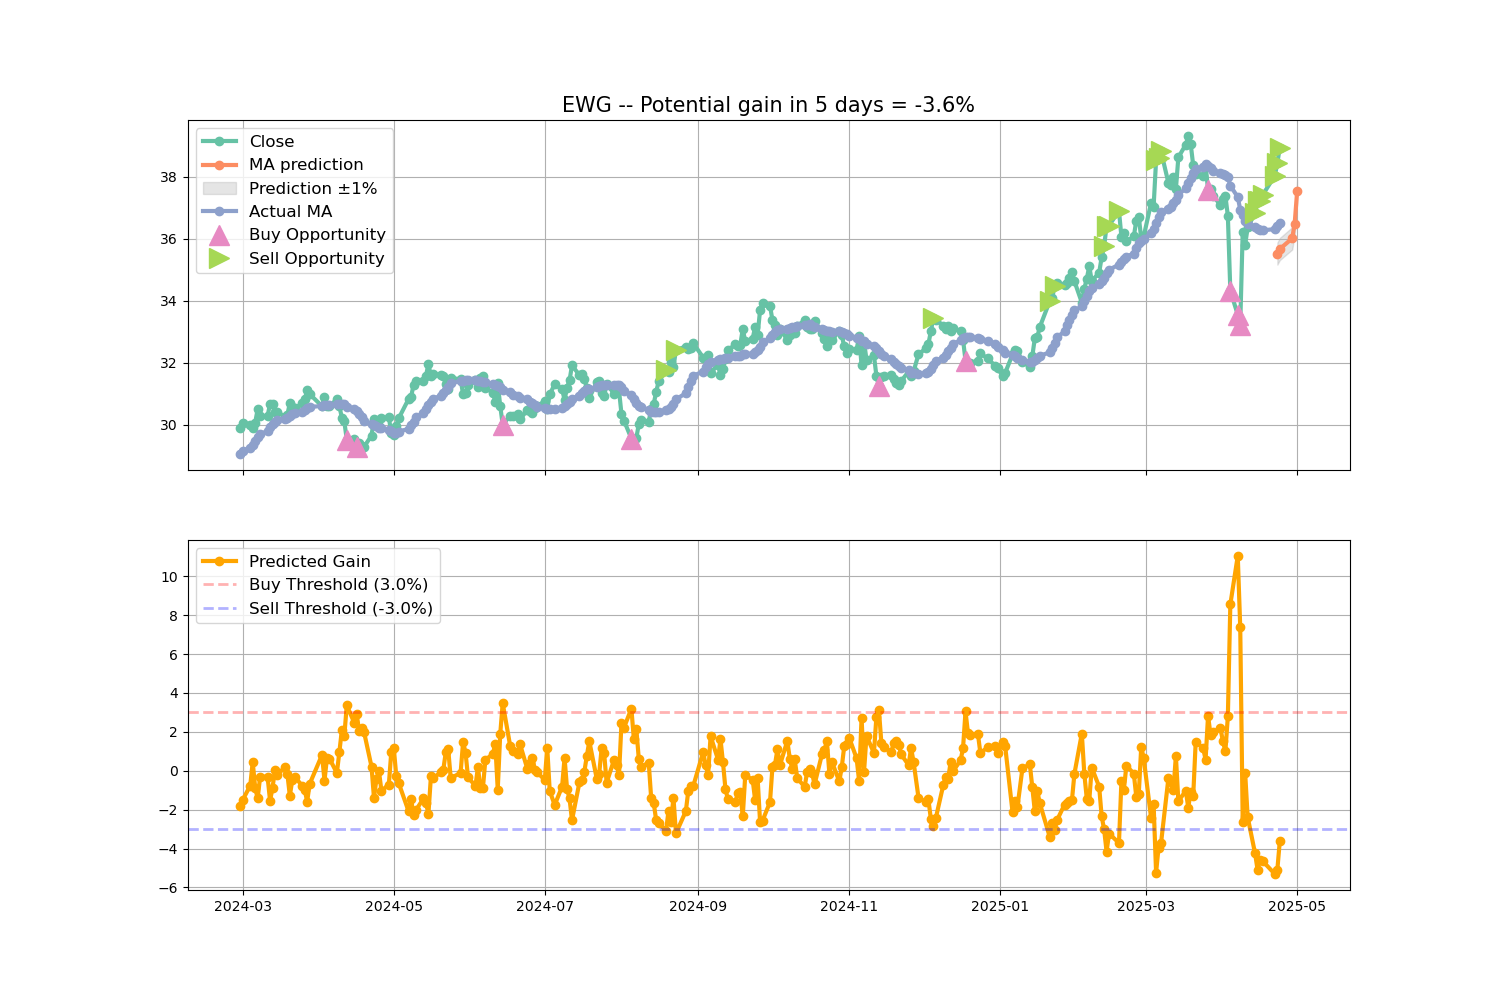 EWG -- Potential gain in 5 days = -3.6%
Close
MA prediction
Prediction ±1%
Actual MA
Buy Opportunity
Sell Opportunity
38
36
34
32
30
Predicted Gain
Buy Threshold (3.0%)
Sell Threshold (-3.0%)
10
8
6
4
2
0
−2
−4
−6
2024-03 2024-05 2024-07 2024-09 2024-11 2025-01 2025-03 2025-05